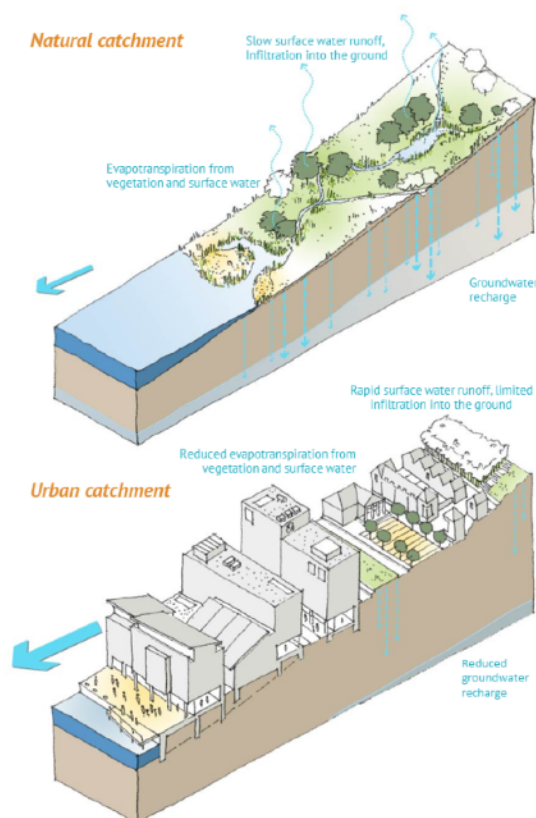 Natural catchment
Slow surface water runoff,
Infiltration into the ground
Evapotranspiration from
vegetation and surface water
Groundwater
recharge
Rapid surface water runoff, limited
infiltration into the ground
Reduced evapotranspiration from
vegetation and surface water
Urban catchment
Reduced
groundwater
recharge